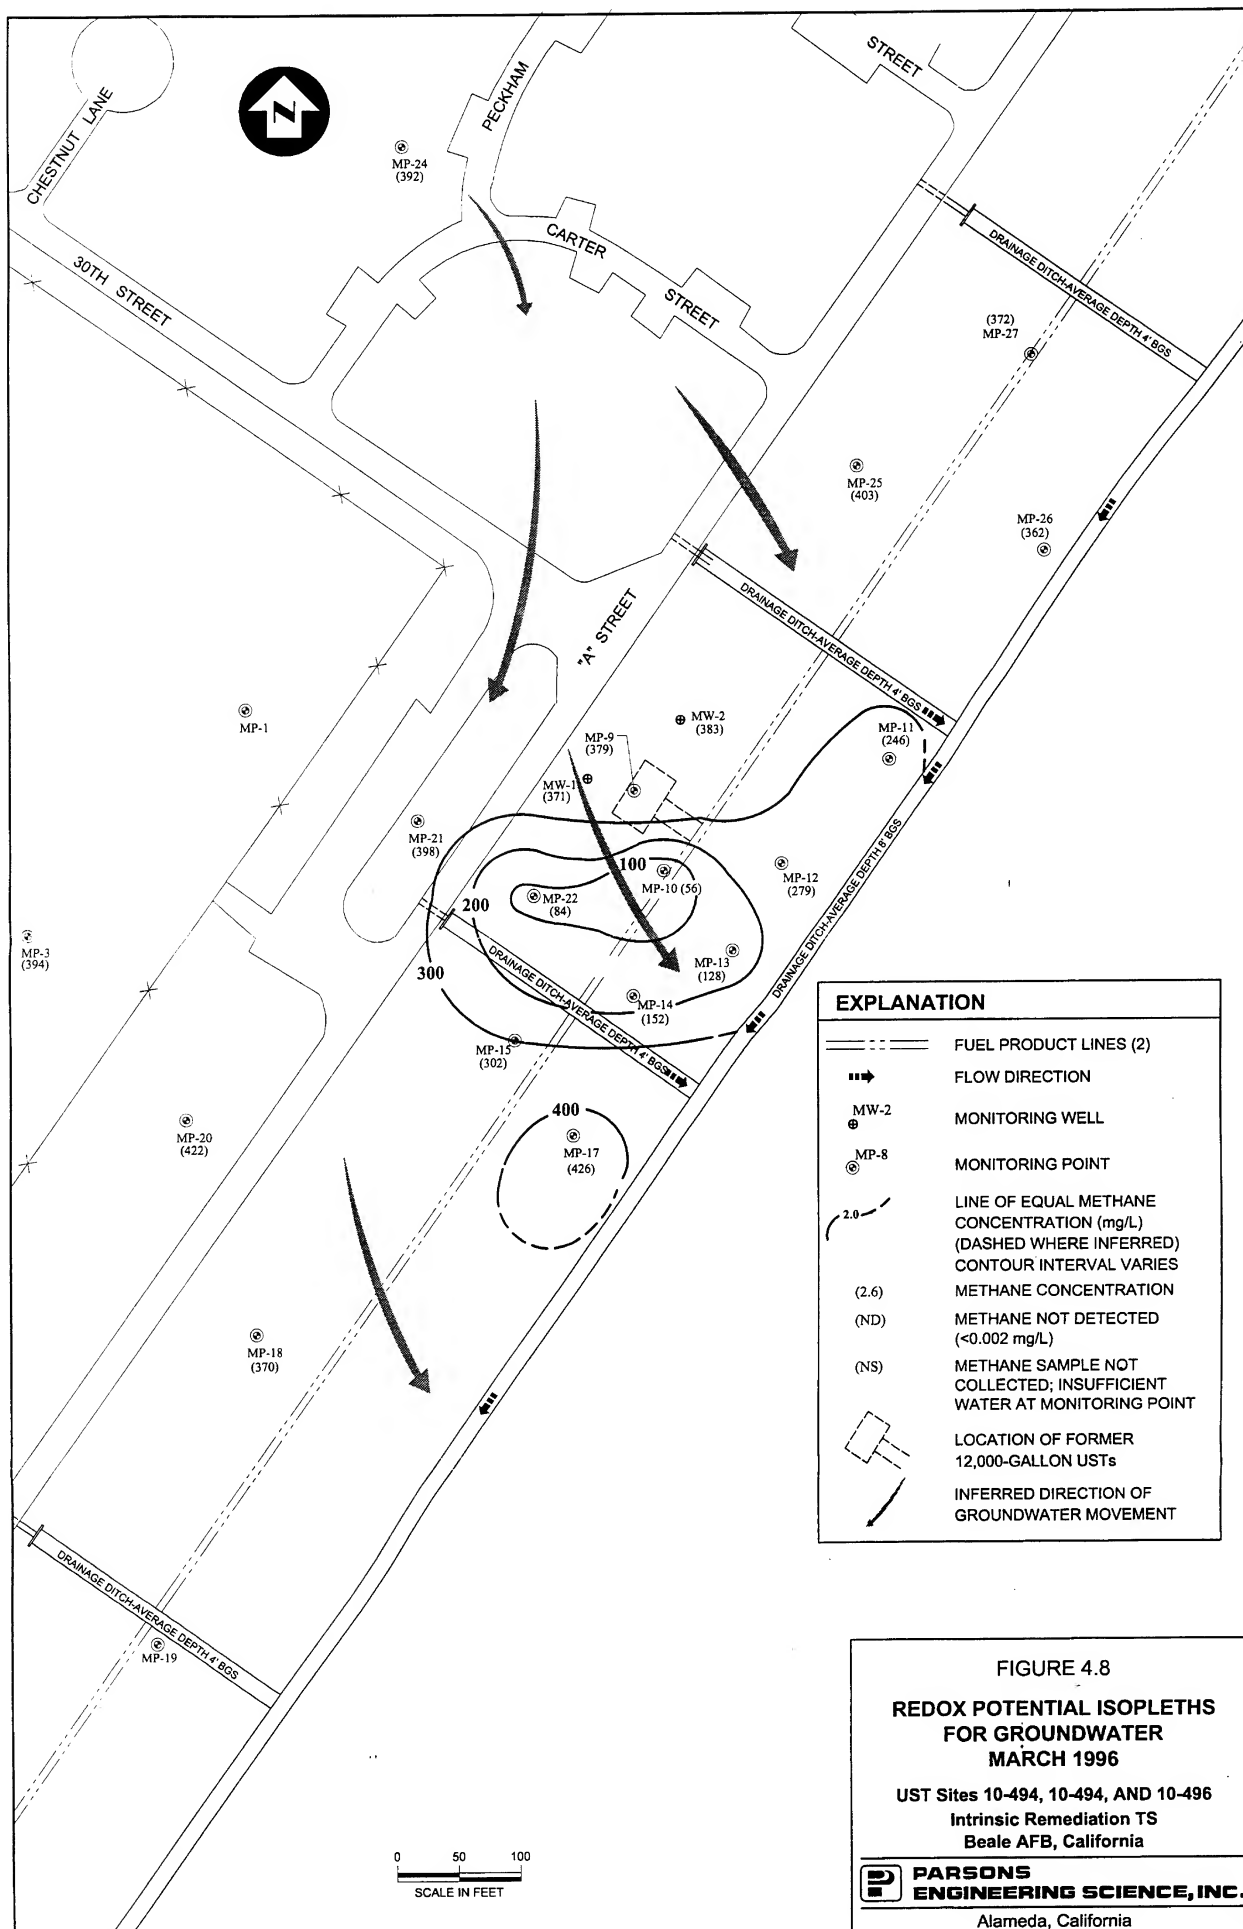 STREET
PECKHAM
CHESTNUT LANE
N
MP-24
(392)
CARTER
STREET
30TH STREET
DRAINAGE DITCH-AVERAGE DEPTH 4' BGS
(372)
MP-27
MP-25
(403)
MP-26
(362)
DRAINAGE DITCH-AVERAGE DEPTH 4' BGS
"A" STREET
MP-1
MW-2
(383)
MP-9
(379)
MP-11
(246)
MW-1
(371)
MP-21
(398)
100
MP-10 (56)
MP-12
(279)
MP-22
(84)
200
DRAINAGE DITCH-AVERAGE DEPTH 8' BGS
MP-3
(394)
300
MP-13
(128)
DRAINAGE DITCH-AVERAGE DEPTH 4' BGS
MP-14
(152)
MP-15
(302)
400
MP-17
(426)
MP-20
(422)
MP-18
(370)
DRAINAGE DITCH-AVERAGE DEPTH 4' BGS
MP-19
EXPLANATION
FUEL PRODUCT LINES (2)
FLOW DIRECTION
MW-2
MONITORING WELL
MP-8
MONITORING POINT
2.0
LINE OF EQUAL METHANE
CONCENTRATION (mg/L)
(DASHED WHERE INFERRED)
CONTOUR INTERVAL VARIES
(2.6) METHANE CONCENTRATION
(ND) METHANE NOT DETECTED
(<0.002 mg/L)
(NS) METHANE SAMPLE NOT
COLLECTED; INSUFFICIENT
WATER AT MONITORING POINT
LOCATION OF FORMER
12,000-GALLON USTs
INFERRED DIRECTION OF
GROUNDWATER MOVEMENT
0 50 100
SCALE IN FEET
FIGURE 4.8
REDOX POTENTIAL ISOPLETHS
FOR GROUNDWATER
MARCH 1996
UST Sites 10-494, 10-494, AND 10-496
Intrinsic Remediation TS
Beale AFB, California
PARSONS
ENGINEERING SCIENCE, INC.
Alameda, California